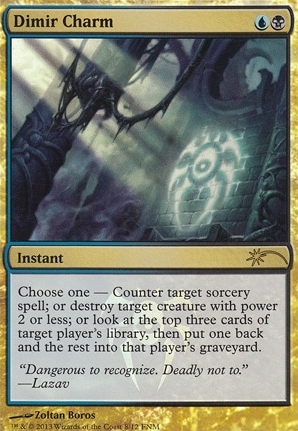 Dimir Charm
Instant
Choose one — Counter target sorcery
spell; or destroy target creature with power
2 or less; or look at the top three cards of
target player's library, then put one back
and the rest into that player's graveyard.
"Dangerous to recognize. Deadly not to."
—Lazav
Zoltan Boros
™ & © 2013 Wizards of the Coast 8/12 FNM